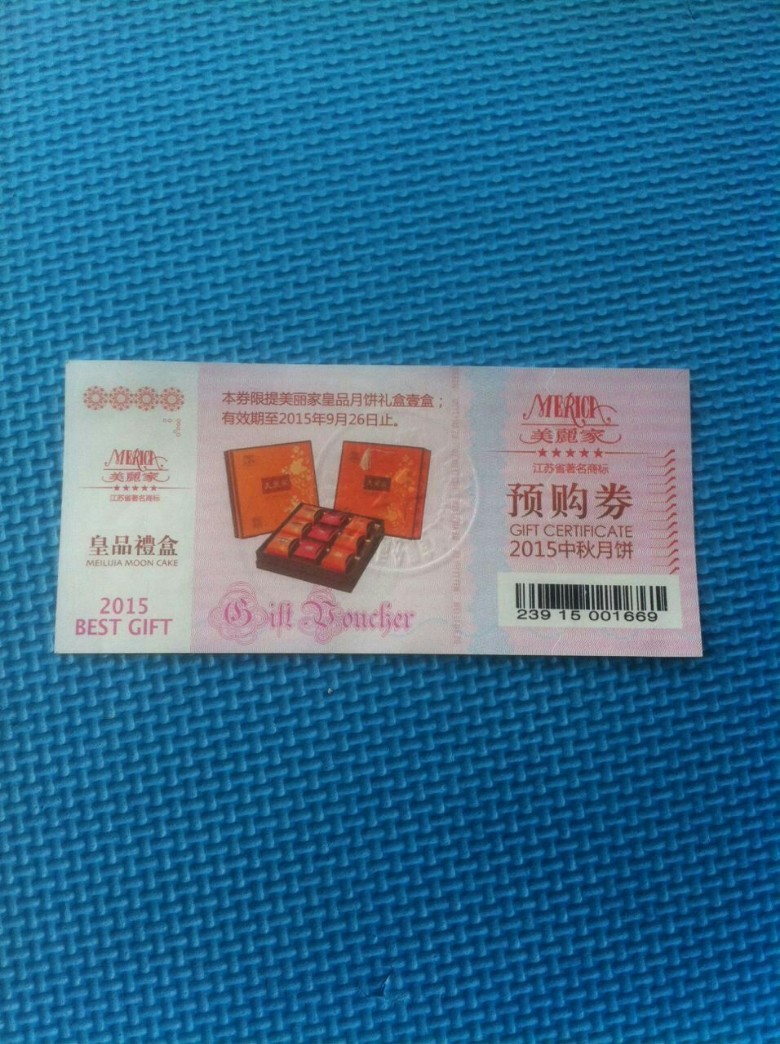 MERICA
美麗家
江苏省著名商标
皇品禮盒
MEILIJIA MOON CAKE
2015
BEST GIFT
本券限提美丽家皇品月饼礼盒壹盒；
有效期至2015年9月26日止。
Gift Voucher
MERICA
美麗家
江苏省著名商标
预购券
GIFT CERTIFICATE
2015中秋月饼
239 15 001669